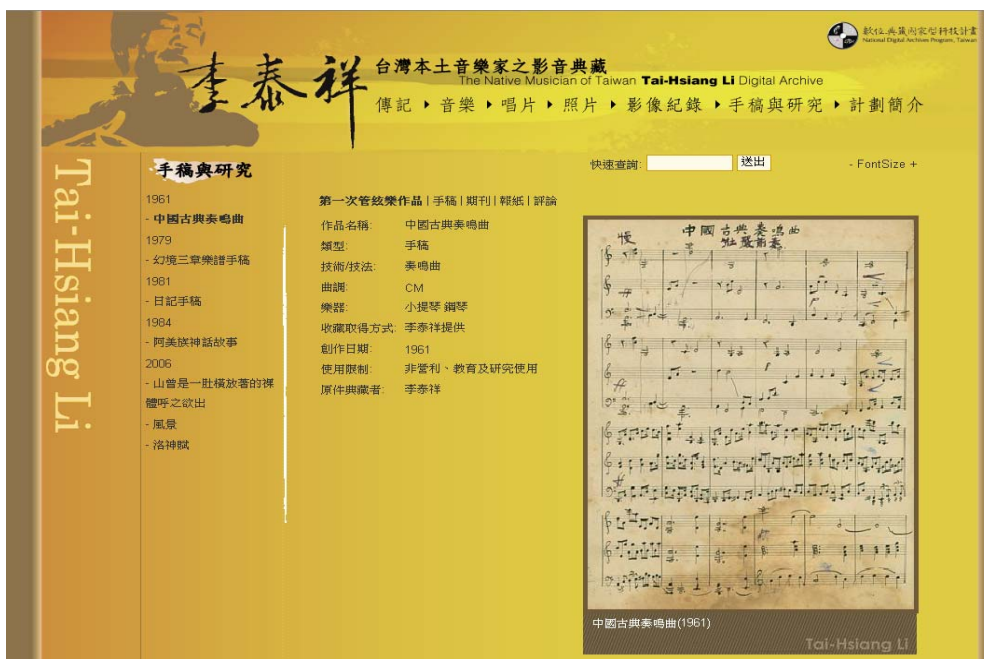 數位典藏國家型科技計畫
National Digital Archives Program, Taiwan
李泰祥
台灣本土音樂家之影音典藏
The Native Musician of Taiwan Tai-Hsiang Li Digital Archive
傳記 ▸ 音樂 ▸ 唱片 ▸ 照片 ▸ 影像紀錄 ▸ 手稿與研究 ▸ 計劃簡介
Tai-Hsiang Li
手稿與研究
快速查詢: 送出 - FontSize +
1961
- 中國古典奏鳴曲
1979
- 幻境三章樂譜手稿
1981
- 日記手稿
1984
- 阿美族神話故事
2006
- 山曾是一肚橫放著的裸
體呼之欲出
- 風景
- 洛神賦
第一次管絃樂作品 | 手稿 | 期刊 | 報紙 | 評論
作品名稱: 中國古典奏鳴曲
類型: 手稿
技術/技法: 奏鳴曲
曲調: CM
樂器: 小提琴 鋼琴
收藏取得方式: 李泰祥提供
創作日期: 1961
使用限制: 非營利、教育及研究使用
原件典藏者: 李泰祥
中國古典奏鳴曲
慢
中國古典奏鳴曲(1961)
Tai-Hsiang Li